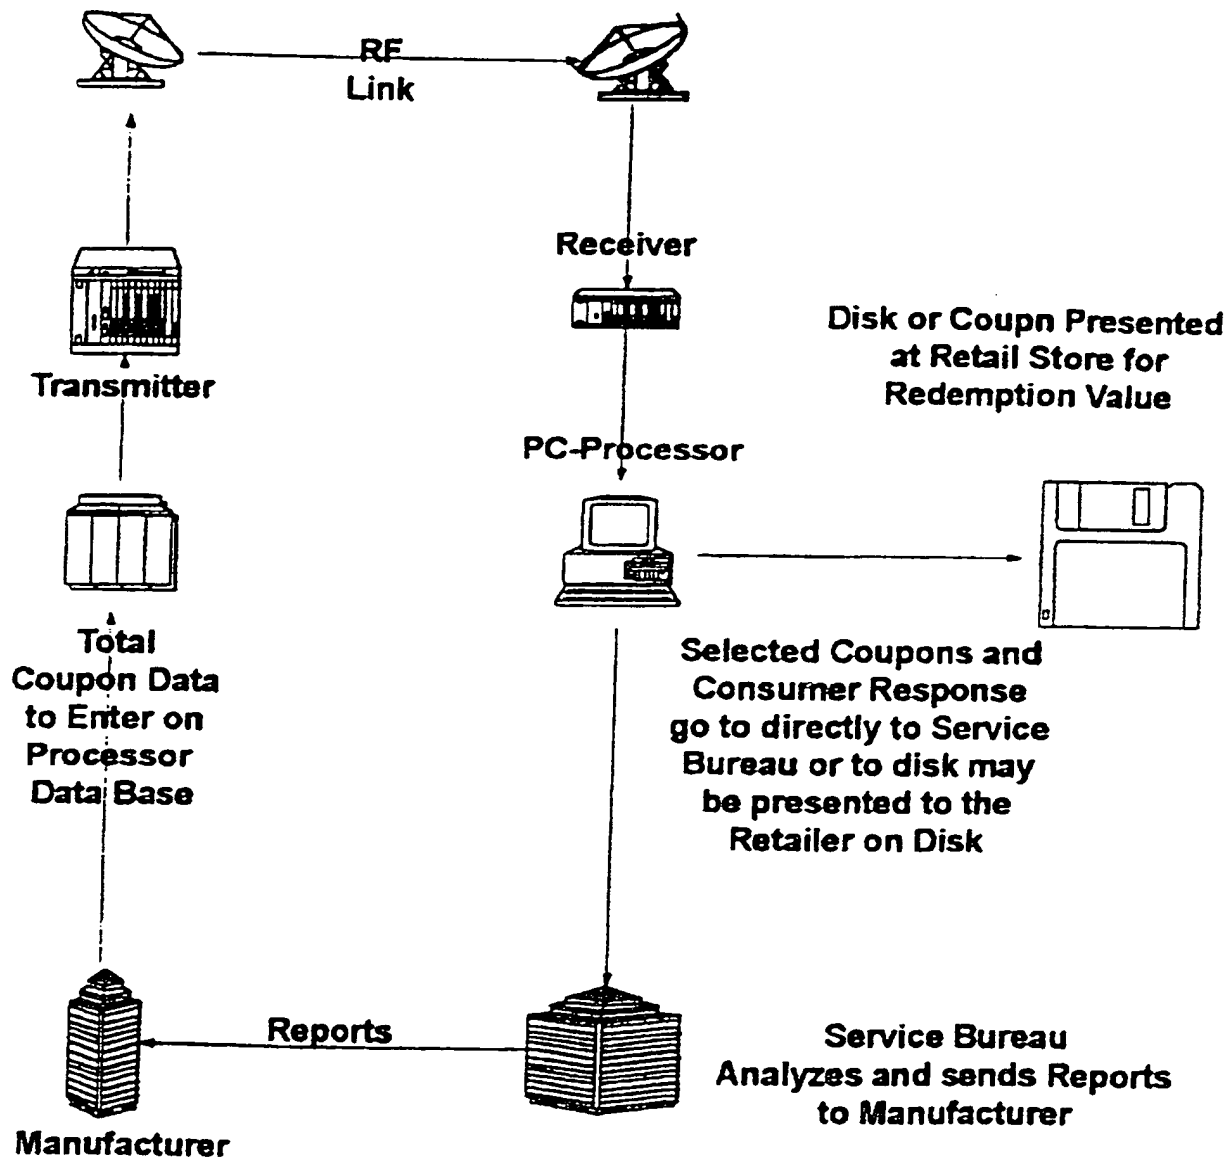 RF
Link
Receiver
Disk or Coupn Presented
at Retail Store for
Redemption Value
Transmitter
PC-Processor
Total
Coupon Data
to Enter on
Processor
Data Base
Selected Coupons and
Consumer Response
go to directly to Service
Bureau or to disk may
be presented to the
Retailer on Disk
Reports
Service Bureau
Analyzes and sends Reports
to Manufacturer
Manufacturer